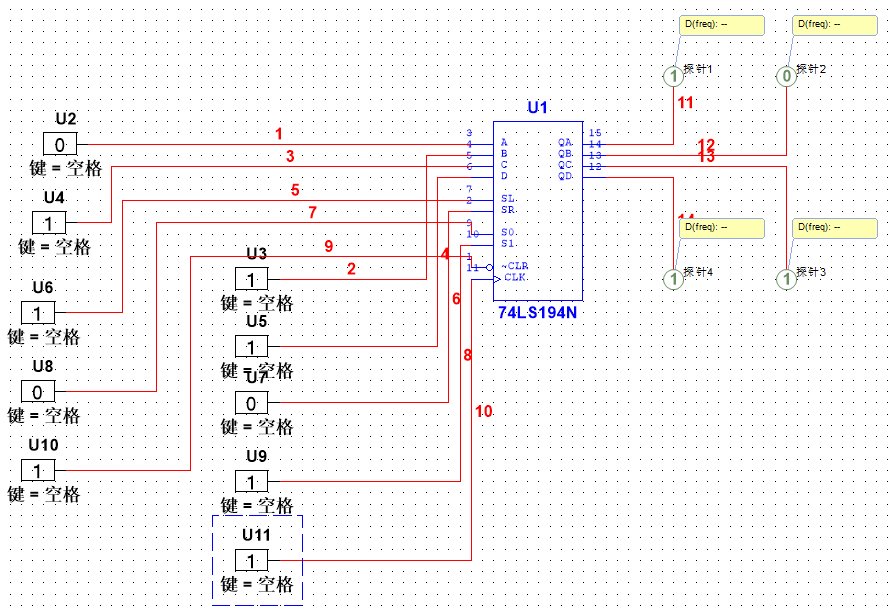 D(freq): --
D(freq): --
1
探针1
0
探针2
11
U1
U2
0
键 = 空格
1
3
4
5
6
7
2
9
10
1
11
A
B
C
D
SL
SR
S0
S1
~CLR
CLK
QA
QB
QC
QD
15
14
13
12
12
13
74LS194N
3
U4
1
键 = 空格
5
7
9
4
2
U3
1
键 = 空格
6
D(freq): --
D(freq): --
1
探针4
1
探针3
U6
1
键 = 空格
U5
1
键 = 空格
8
U8
0
键 = 空格
U7
0
键 = 空格
10
U10
1
键 = 空格
U9
1
键 = 空格
U11
1
键 = 空格